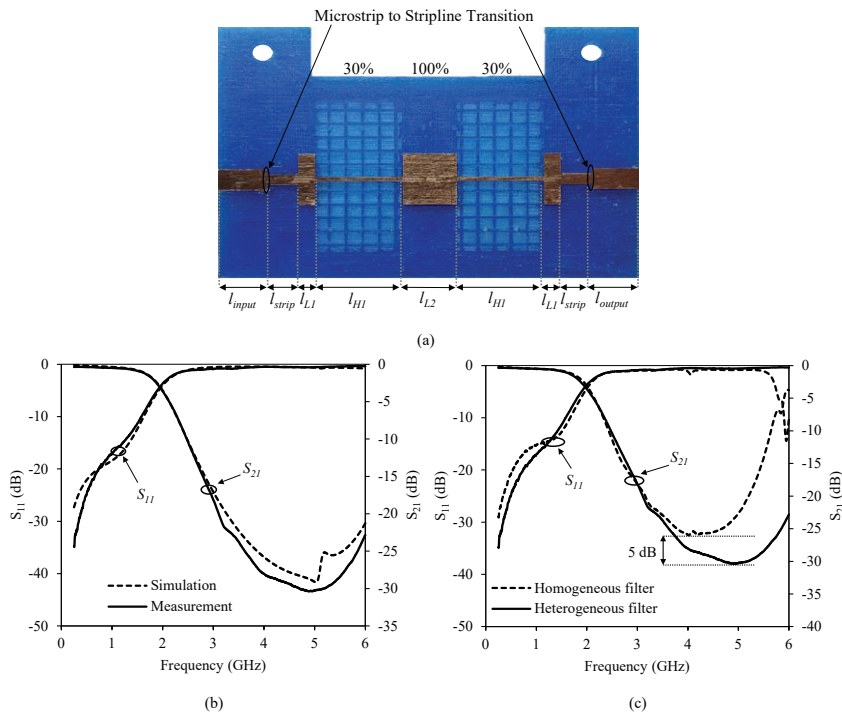 Microstrip to Stripline Transition
30% 100% 30%
l_input l_strip l_L1 l_H1 l_L2 l_H1 l_L1 l_strip l_output
(a)
0 -10 -20 -30 -40 -50
S11 (dB)
0 -5 -10 -15 -20 -25 -30 -35
S21 (dB)
S11
S21
Simulation
Measurement
0 1 2 3 4 5 6
Frequency (GHz)
(b)
0 -10 -20 -30 -40 -50
S11 (dB)
0 -5 -10 -15 -20 -25 -30 -35 -40
S21 (dB)
S11
S21
5 dB
Homogeneous filter
Heterogeneous filter
0 1 2 3 4 5 6
Frequency (GHz)
(c)